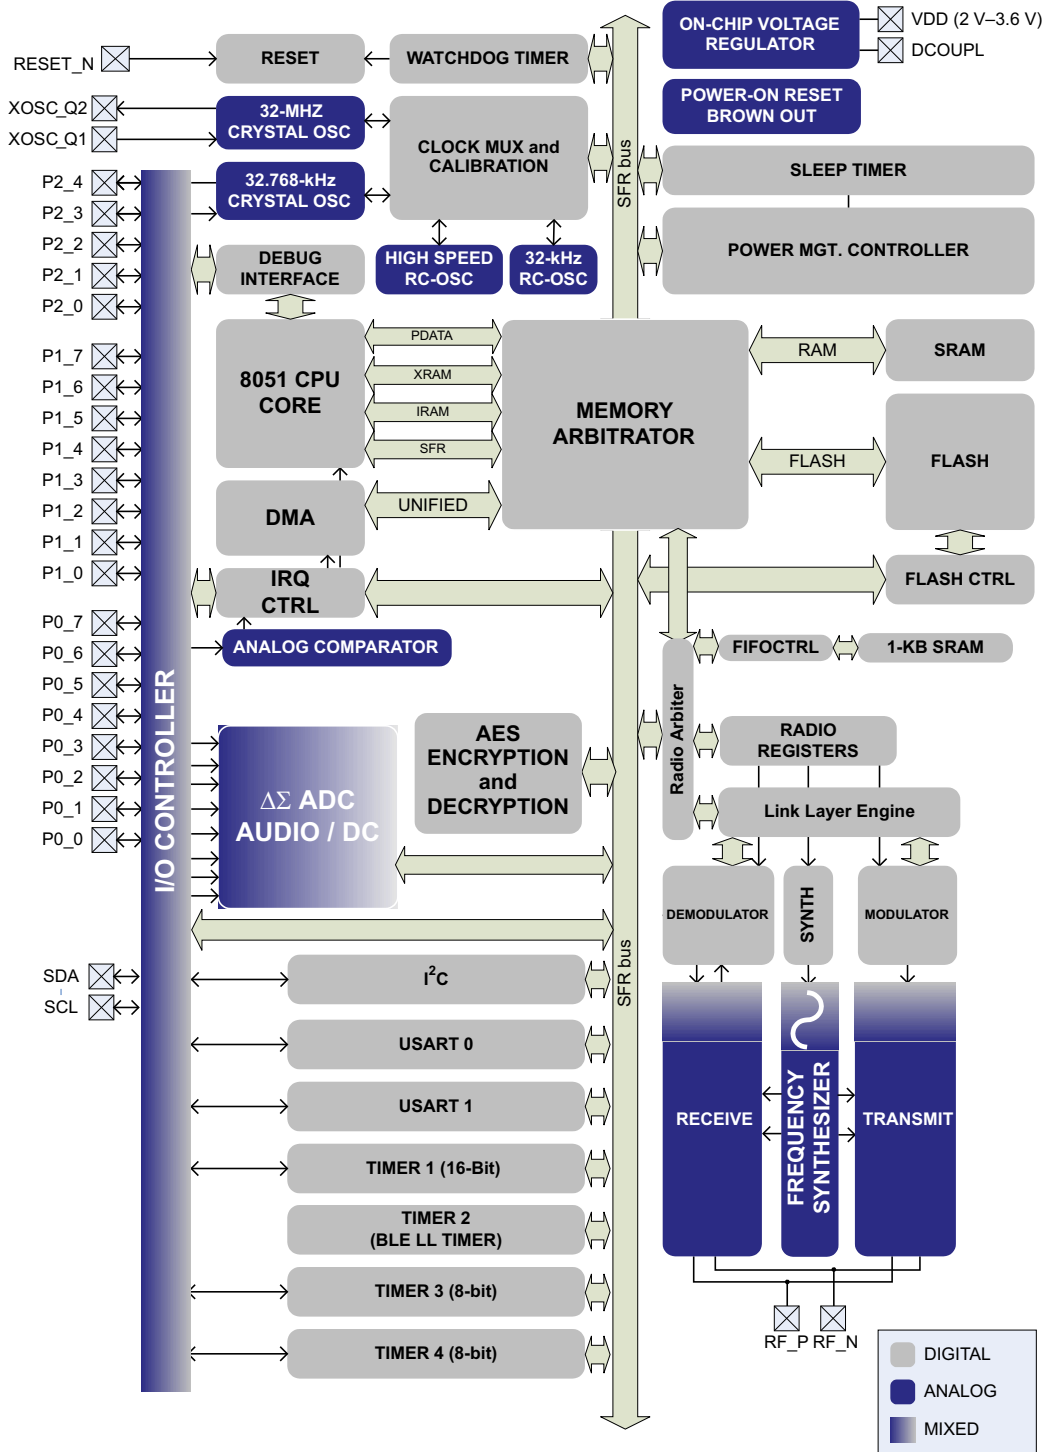 ON-CHIP VOLTAGE
REGULATOR
VDD (2 V–3.6 V)
DCOUPL
RESET_N
RESET
WATCHDOG TIMER
POWER-ON RESET
BROWN OUT
XOSC_Q2
XOSC_Q1
32-MHZ
CRYSTAL OSC
CLOCK MUX and
CALIBRATION
SFR bus
SLEEP TIMER
P2_4
P2_3
P2_2
P2_1
P2_0
32.768-kHz
CRYSTAL OSC
POWER MGT. CONTROLLER
DEBUG
INTERFACE
HIGH SPEED
RC-OSC
32-kHz
RC-OSC
P1_7
P1_6
P1_5
P1_4
P1_3
P1_2
P1_1
P1_0
8051 CPU
CORE
PDATA
XRAM
IRAM
SFR
MEMORY
ARBITRATOR
RAM
SRAM
FLASH
FLASH
DMA
UNIFIED
IRQ
CTRL
FLASH CTRL
P0_7
P0_6
P0_5
P0_4
P0_3
P0_2
P0_1
P0_0
ANALOG COMPARATOR
FIFOCTRL
1-KB SRAM
I/O CONTROLLER
Radio Arbiter
RADIO
REGISTERS
AES
ENCRYPTION
and
DECRYPTION
ΔΣ ADC
AUDIO / DC
Link Layer Engine
DEMODULATOR
SYNTH
MODULATOR
SDA
SCL
I²C
SFR bus
USART 0
USART 1
TIMER 1 (16-Bit)
TIMER 2
(BLE LL TIMER)
TIMER 3 (8-bit)
TIMER 4 (8-bit)
RECEIVE
FREQUENCY
SYNTHESIZER
TRANSMIT
RF_P
RF_N
DIGITAL
ANALOG
MIXED